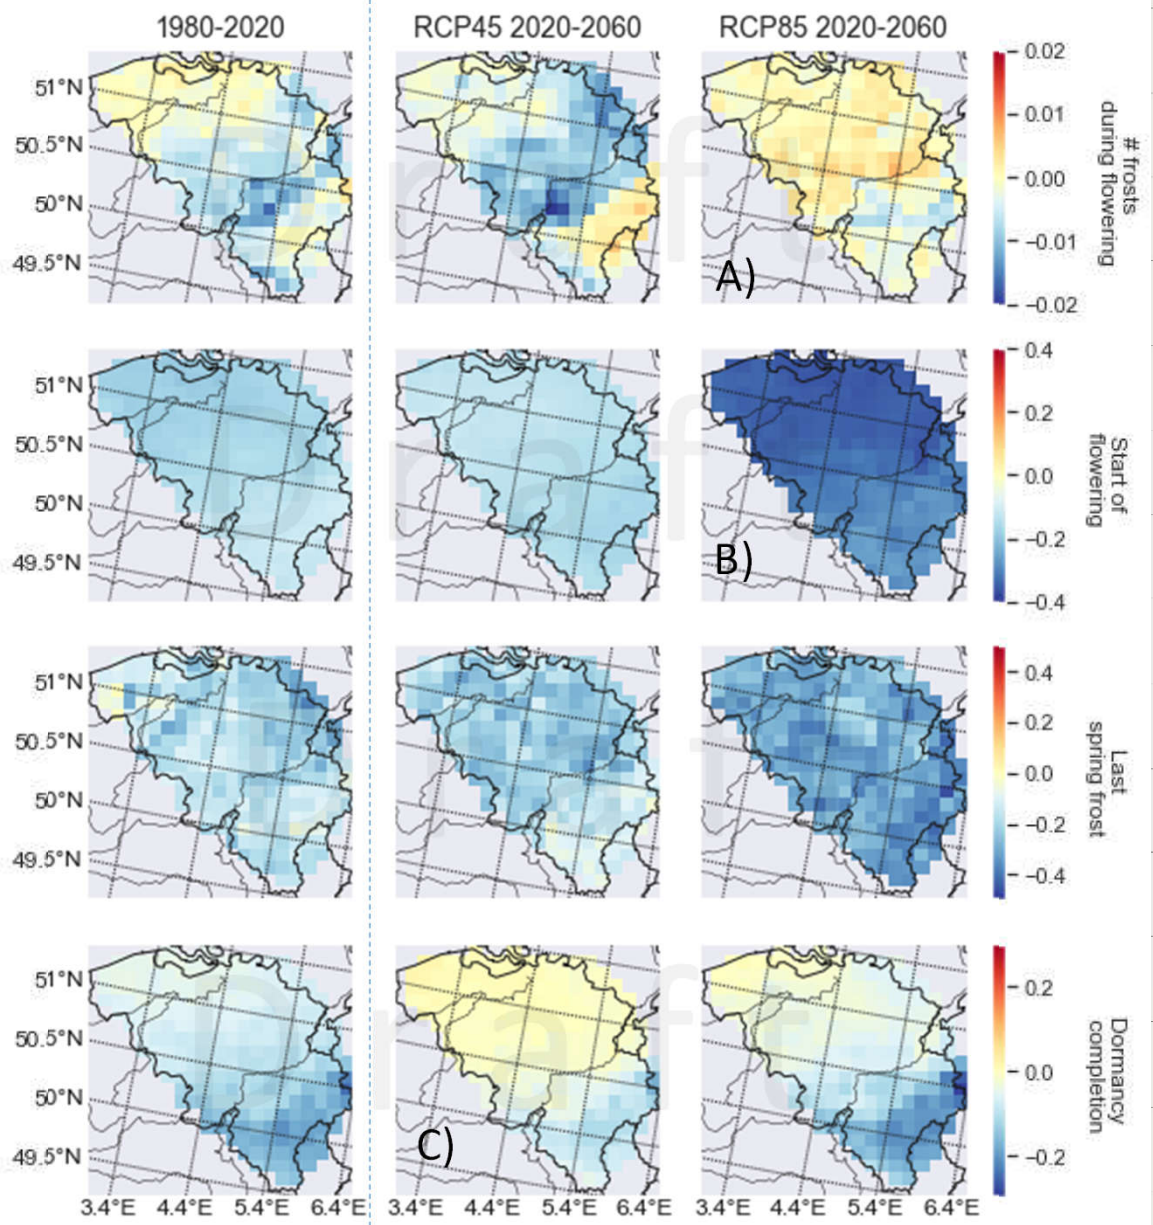 1980-2020
RCP45 2020-2060
RCP85 2020-2060
51°N
50.5°N
50°N
49.5°N
A)
0.02
0.01
0.00
−0.01
−0.02
# frosts
during flowering
51°N
50.5°N
50°N
49.5°N
B)
0.4
0.2
0.0
−0.2
−0.4
Start of
flowering
51°N
50.5°N
50°N
49.5°N
0.4
0.2
0.0
−0.2
−0.4
Last
spring frost
51°N
50.5°N
50°N
49.5°N
C)
0.2
0.0
−0.2
Dormancy
completion
3.4°E 4.4°E 5.4°E 6.4°E 3.4°E 4.4°E 5.4°E 6.4°E 3.4°E 4.4°E 5.4°E 6.4°E
Draft
Draft
Draft
Draft